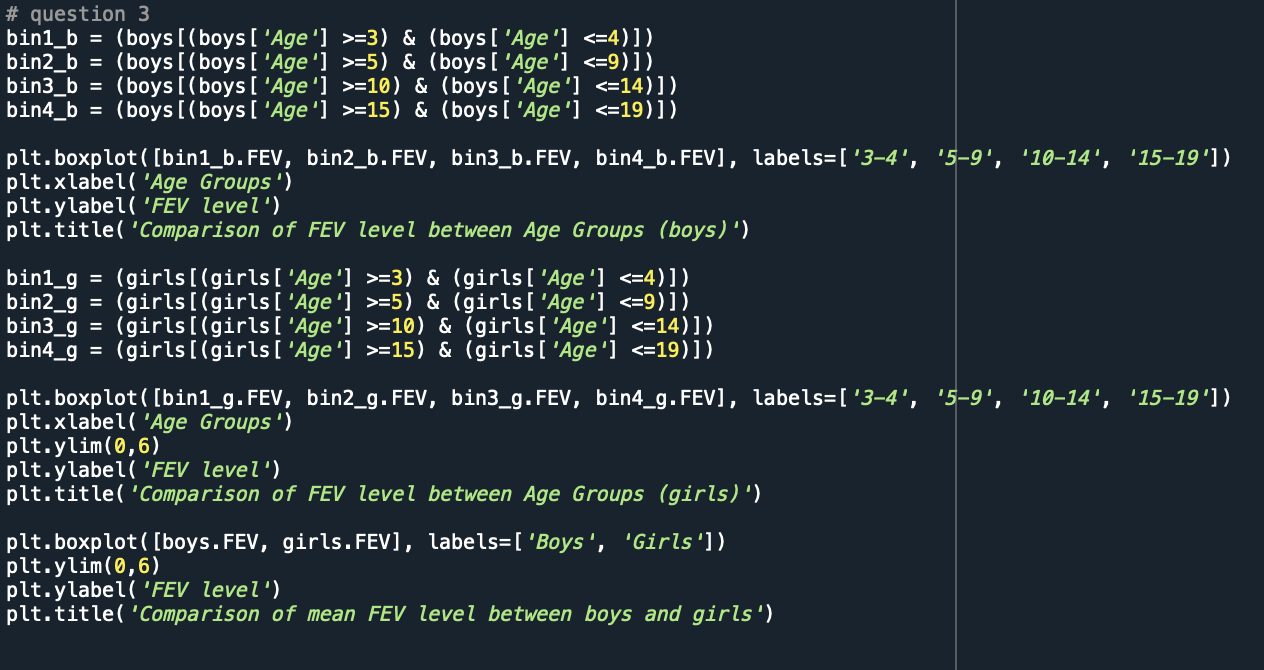 # question 3
bin1_b = (boys[(boys['Age'] >=3) & (boys['Age'] <=4)])
bin2_b = (boys[(boys['Age'] >=5) & (boys['Age'] <=9)])
bin3_b = (boys[(boys['Age'] >=10) & (boys['Age'] <=14)])
bin4_b = (boys[(boys['Age'] >=15) & (boys['Age'] <=19)])
plt.boxplot([bin1_b.FEV, bin2_b.FEV, bin3_b.FEV, bin4_b.FEV], labels=['3-4', '5-9', '10-14', '15-19'])
plt.xlabel('Age Groups')
plt.ylabel('FEV level')
plt.title('Comparison of FEV level between Age Groups (boys)')
bin1_g = (girls[(girls['Age'] >=3) & (girls['Age'] <=4)])
bin2_g = (girls[(girls['Age'] >=5) & (girls['Age'] <=9)])
bin3_g = (girls[(girls['Age'] >=10) & (girls['Age'] <=14)])
bin4_g = (girls[(girls['Age'] >=15) & (girls['Age'] <=19)])
plt.boxplot([bin1_g.FEV, bin2_g.FEV, bin3_g.FEV, bin4_g.FEV], labels=['3-4', '5-9', '10-14', '15-19'])
plt.xlabel('Age Groups')
plt.ylim(0,6)
plt.ylabel('FEV level')
plt.title('Comparison of FEV level between Age Groups (girls)')
plt.boxplot([boys.FEV, girls.FEV], labels=['Boys', 'Girls'])
plt.ylim(0,6)
plt.ylabel('FEV level')
plt.title('Comparison of mean FEV level between boys and girls')